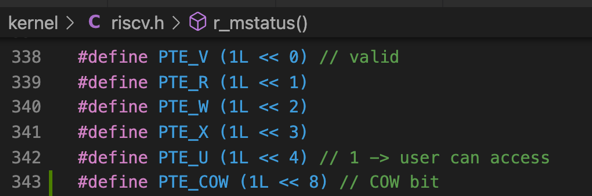 kernel > C riscv.h > r_mstatus()
338 #define PTE_V (1L << 0) // valid
339 #define PTE_R (1L << 1)
340 #define PTE_W (1L << 2)
341 #define PTE_X (1L << 3)
342 #define PTE_U (1L << 4) // 1 -> user can access
343 #define PTE_COW (1L << 8) // COW bit